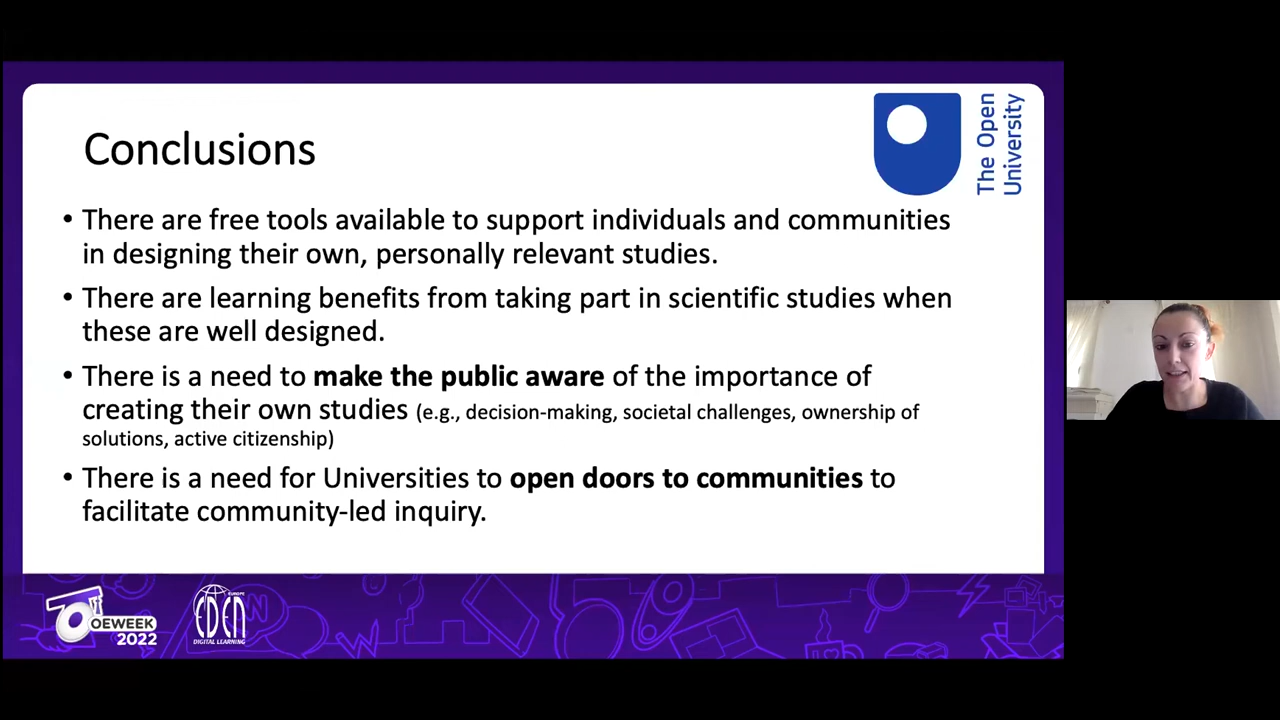 Conclusions
The Open
University
• There are free tools available to support individuals and communities
in designing their own, personally relevant studies.
• There are learning benefits from taking part in scientific studies when
these are well designed.
• There is a need to make the public aware of the importance of
creating their own studies (e.g., decision-making, societal challenges, ownership of
solutions, active citizenship)
• There is a need for Universities to open doors to communities to
facilitate community-led inquiry.
OEWEEK
2022
EUROPE
EDEN
DIGITAL LEARNING